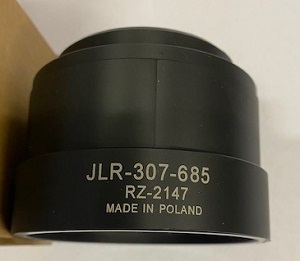 JLR-307-685
RZ-2147
MADE IN POLAND